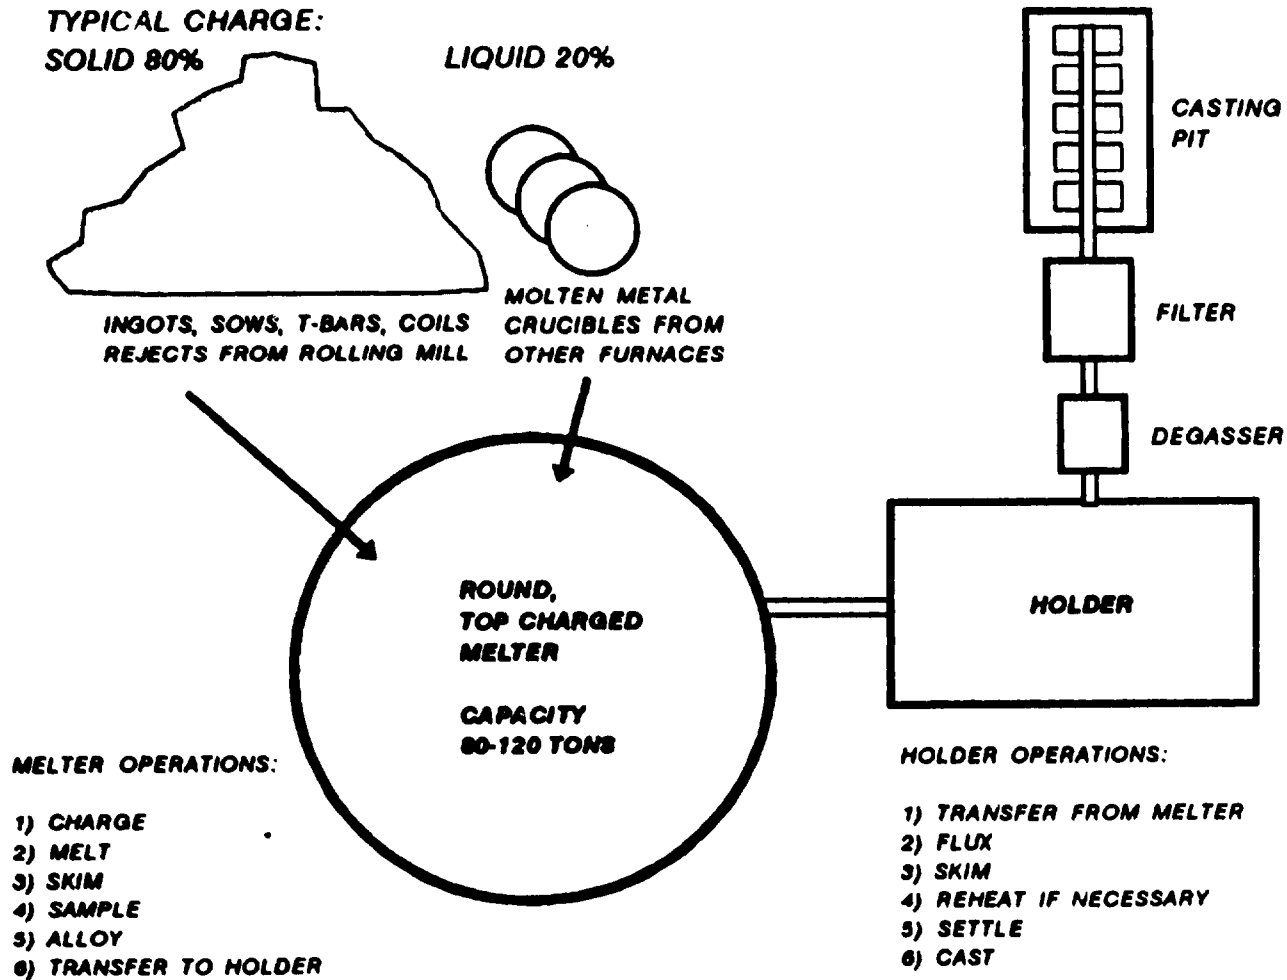 TYPICAL CHARGE:
SOLID 80%
LIQUID 20%
INGOTS, SOWS, T-BARS, COILS
REJECTS FROM ROLLING MILL
MOLTEN METAL
CRUCIBLES FROM
OTHER FURNACES
CASTING
PIT
FILTER
DEGASSER
HOLDER
ROUND,
TOP CHARGED
MELTER
CAPACITY
80-120 TONS
MELTER OPERATIONS:
1) CHARGE
2) MELT
3) SKIM
4) SAMPLE
5) ALLOY
6) TRANSFER TO HOLDER
HOLDER OPERATIONS:
1) TRANSFER FROM MELTER
2) FLUX
3) SKIM
4) REHEAT IF NECESSARY
5) SETTLE
6) CAST